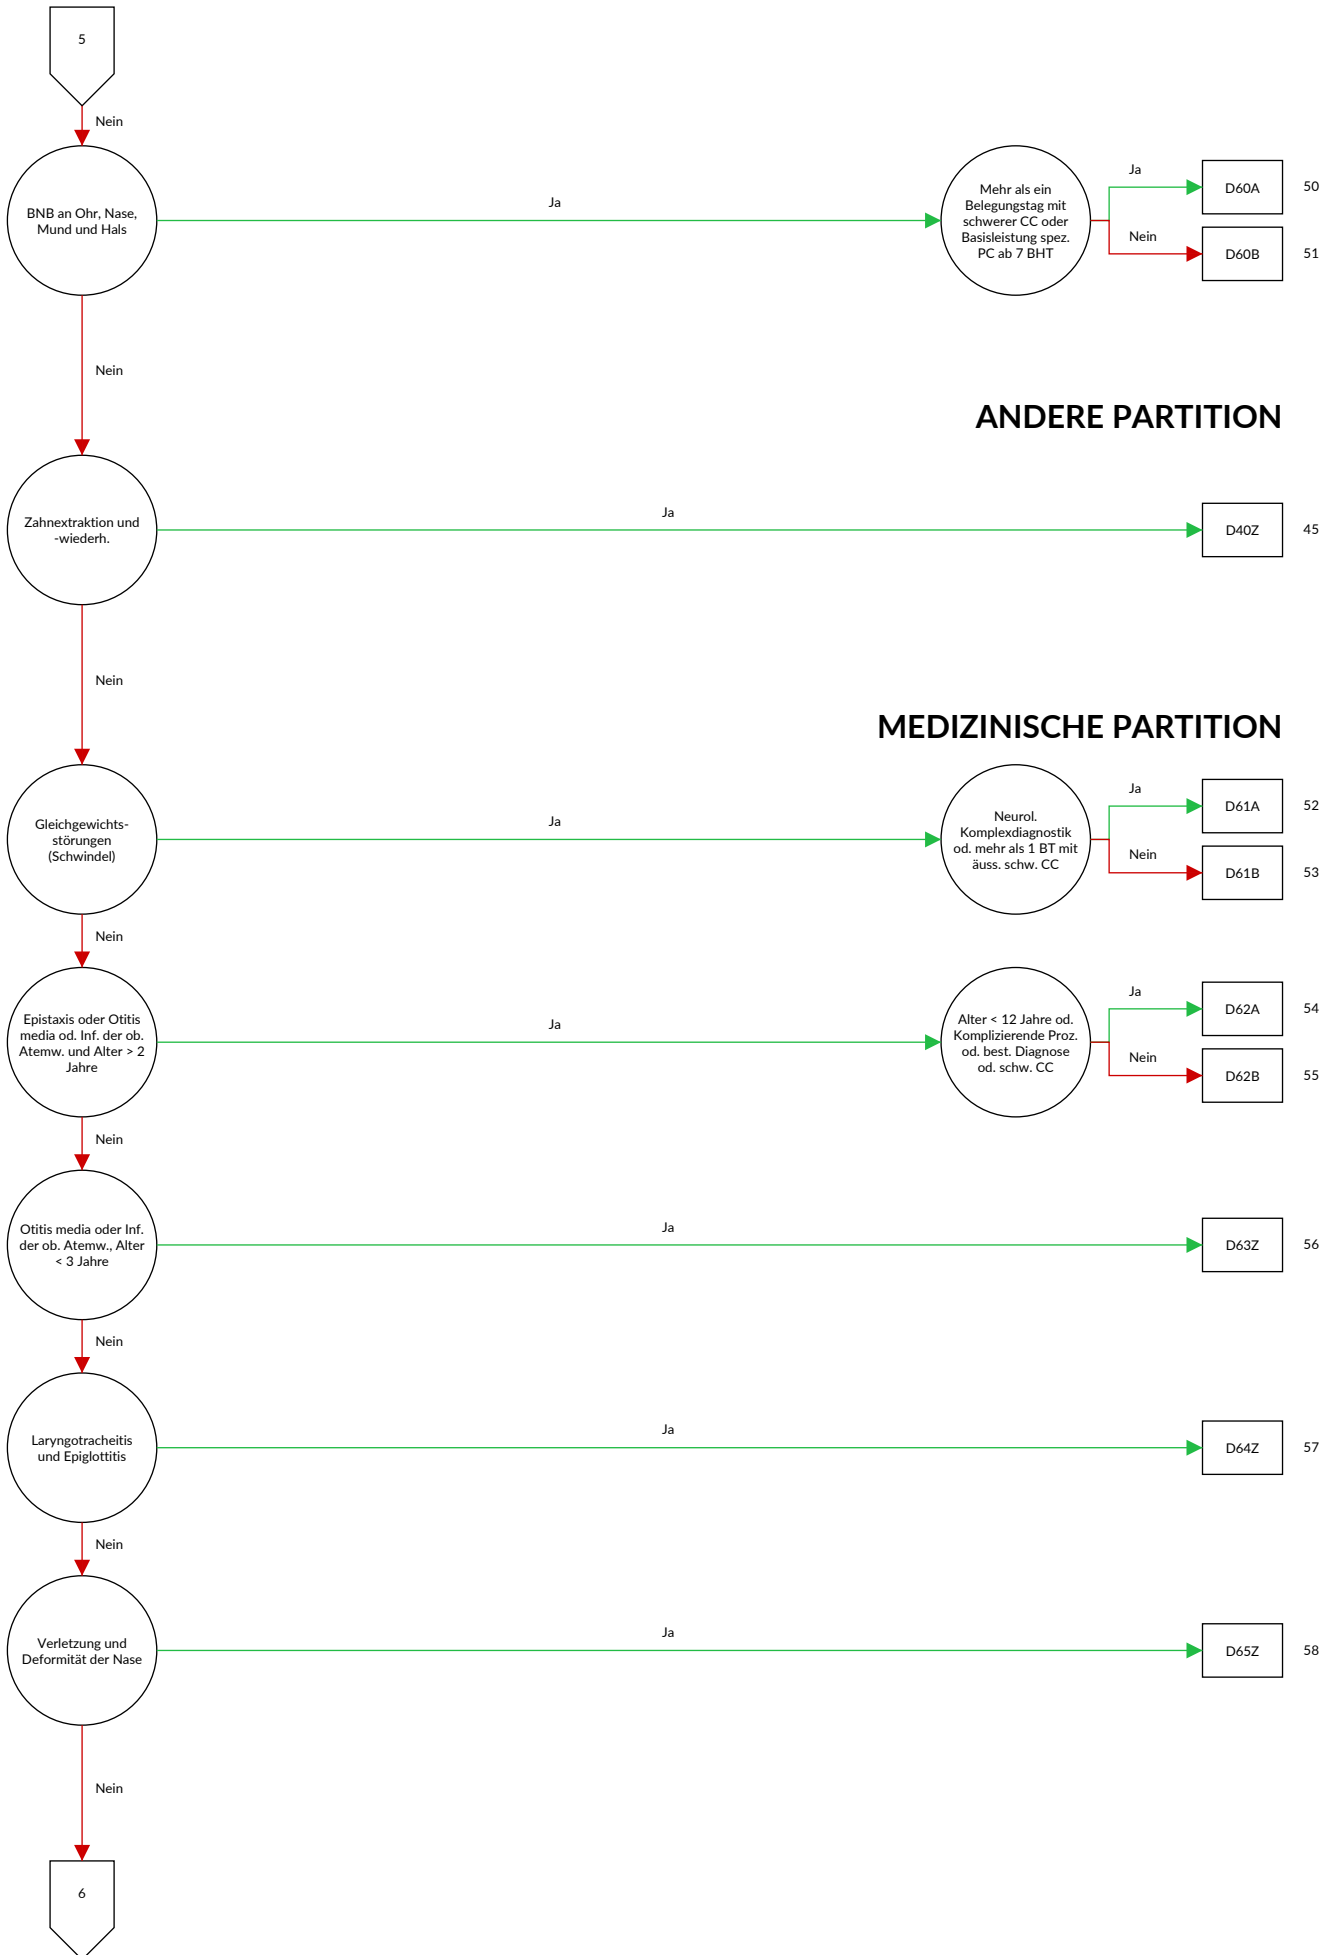 5
Nein
BNB an Ohr, Nase,
Mund und Hals
Ja
Mehr als ein
Belegungstag mit
schwerer CC oder
Basisleistung spez.
PC ab 7 BHT
Ja
D60A
50
Nein
D60B
51
Nein
ANDERE PARTITION
Zahnextraktion und
-wiederh.
Ja
D40Z
45
Nein
MEDIZINISCHE PARTITION
Gleichgewichts-
störungen
(Schwindel)
Ja
Neurol.
Komplexdiagnostik
od. mehr als 1 BT mit
äuss. schw. CC
Ja
D61A
52
Nein
D61B
53
Nein
Epistaxis oder Otitis
media od. Inf. der ob.
Atemw. und Alter > 2
Jahre
Ja
Alter < 12 Jahre od.
Komplizierende Proz.
od. best. Diagnose
od. schw. CC
Ja
D62A
54
Nein
D62B
55
Nein
Otitis media oder Inf.
der ob. Atemw., Alter
< 3 Jahre
Ja
D63Z
56
Nein
Laryngotracheitis
und Epiglottitis
Ja
D64Z
57
Nein
Verletzung und
Deformität der Nase
Ja
D65Z
58
Nein
6